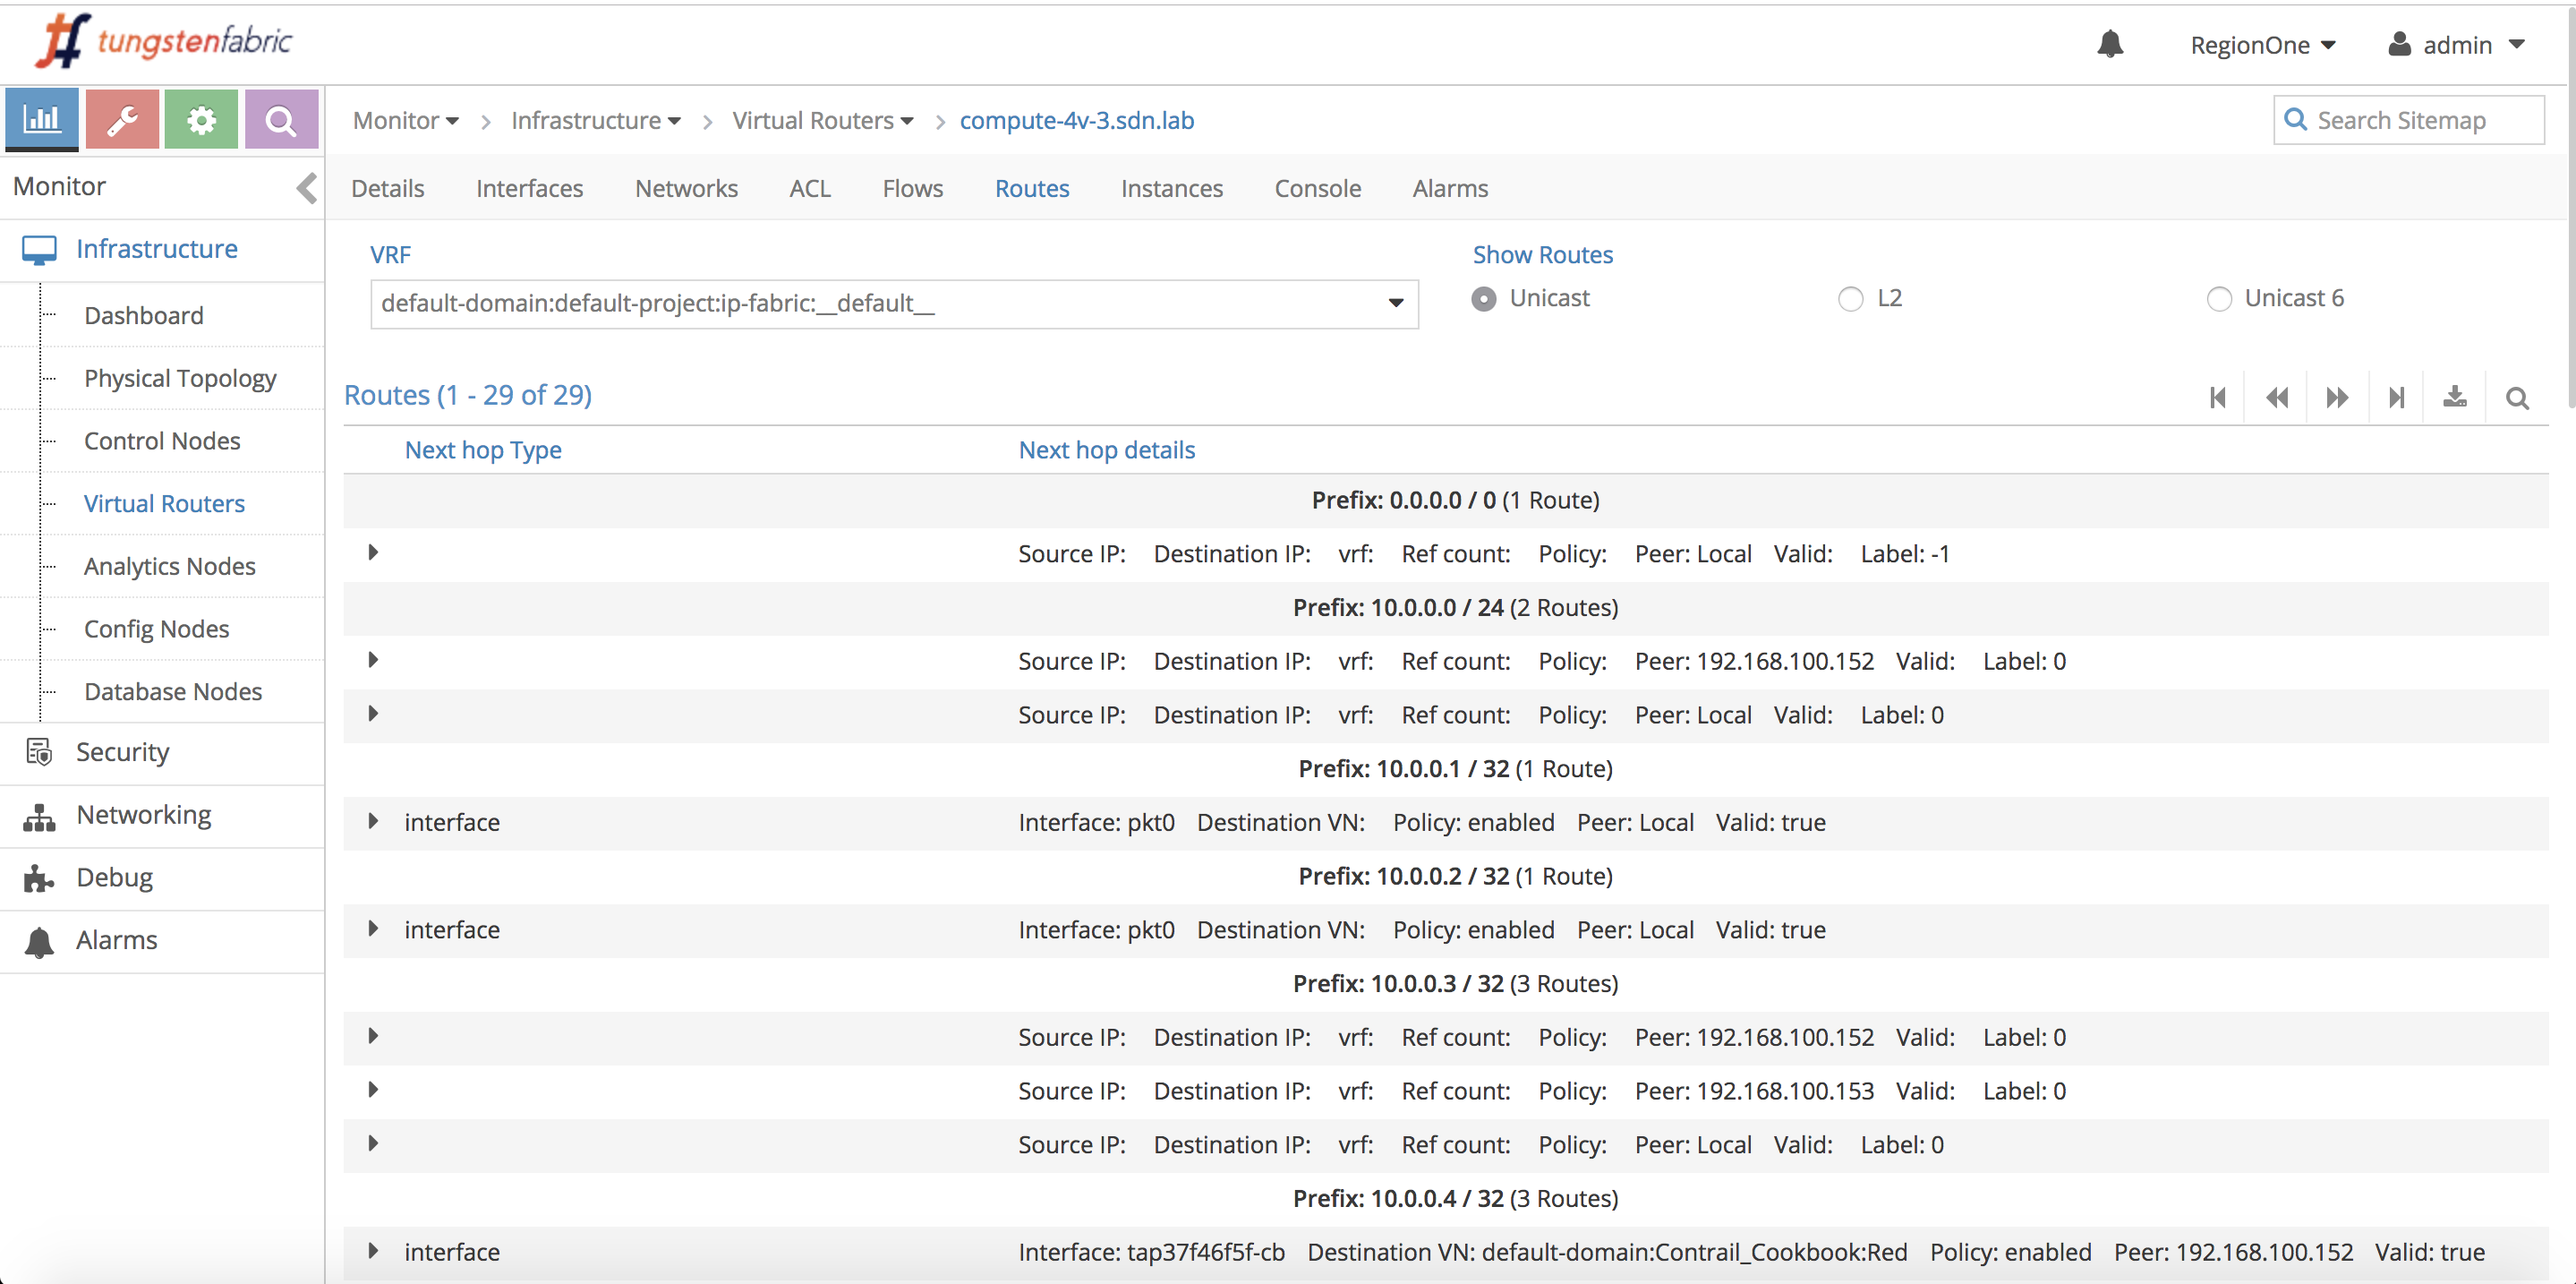 tungstenfabric
RegionOne
admin
Monitor
Infrastructure
Virtual Routers
compute-4v-3.sdn.lab
Search Sitemap
Monitor
Details
Interfaces
Networks
ACL
Flows
Routes
Instances
Console
Alarms
Infrastructure
Dashboard
Physical Topology
Control Nodes
Virtual Routers
Analytics Nodes
Config Nodes
Database Nodes
Security
Networking
Debug
Alarms
VRF
default-domain:default-project:ip-fabric:__default__
Show Routes
Unicast
L2
Unicast 6
Routes (1 - 29 of 29)
Next hop Type Next hop details
Prefix: 0.0.0.0 / 0 (1 Route)
Source IP: Destination IP: vrf: Ref count: Policy: Peer: Local Valid: Label: -1
Prefix: 10.0.0.0 / 24 (2 Routes)
Source IP: Destination IP: vrf: Ref count: Policy: Peer: 192.168.100.152 Valid: Label: 0
Source IP: Destination IP: vrf: Ref count: Policy: Peer: Local Valid: Label: 0
Prefix: 10.0.0.1 / 32 (1 Route)
interface Interface: pkt0 Destination VN: Policy: enabled Peer: Local Valid: true
Prefix: 10.0.0.2 / 32 (1 Route)
interface Interface: pkt0 Destination VN: Policy: enabled Peer: Local Valid: true
Prefix: 10.0.0.3 / 32 (3 Routes)
Source IP: Destination IP: vrf: Ref count: Policy: Peer: 192.168.100.152 Valid: Label: 0
Source IP: Destination IP: vrf: Ref count: Policy: Peer: 192.168.100.153 Valid: Label: 0
Source IP: Destination IP: vrf: Ref count: Policy: Peer: Local Valid: Label: 0
Prefix: 10.0.0.4 / 32 (3 Routes)
interface Interface: tap37f46f5f-cb Destination VN: default-domain:Contrail_Cookbook:Red Policy: enabled Peer: 192.168.100.152 Valid: true